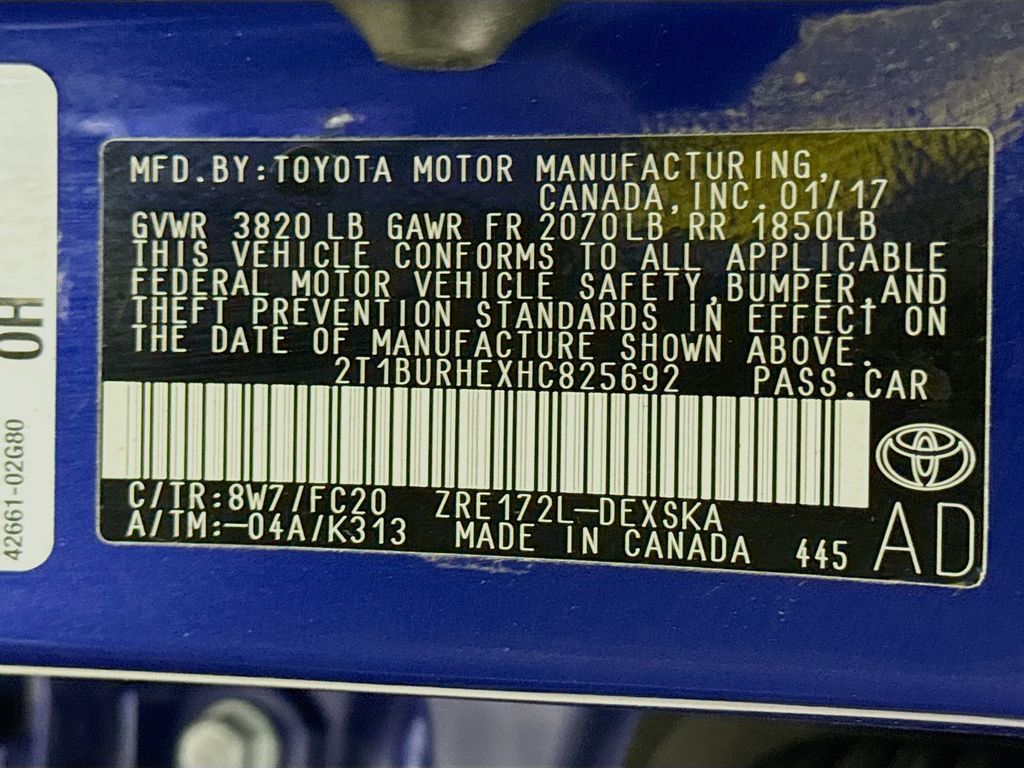 MFD.BY:TOYOTA MOTOR MANUFACTURING,
CANADA,INC.01/17
GVWR 3820LB GAWR FR 2070LB RR 1850LB
THIS VEHICLE CONFORMS TO ALL APPLICABLE
FEDERAL MOTOR VEHICLE SAFETY,BUMPER,AND
THEFT PREVENTION STANDARDS IN EFFECT ON
THE DATE OF MANUFACTURE SHOWN ABOVE.
2T1BURHEXHC825692 PASS.CAR
C/TR:8W7/FC20 ZRE172L-DEXSKA
A/TM:-04A/K313 MADE IN CANADA 445 AD
0H
42661-02G80